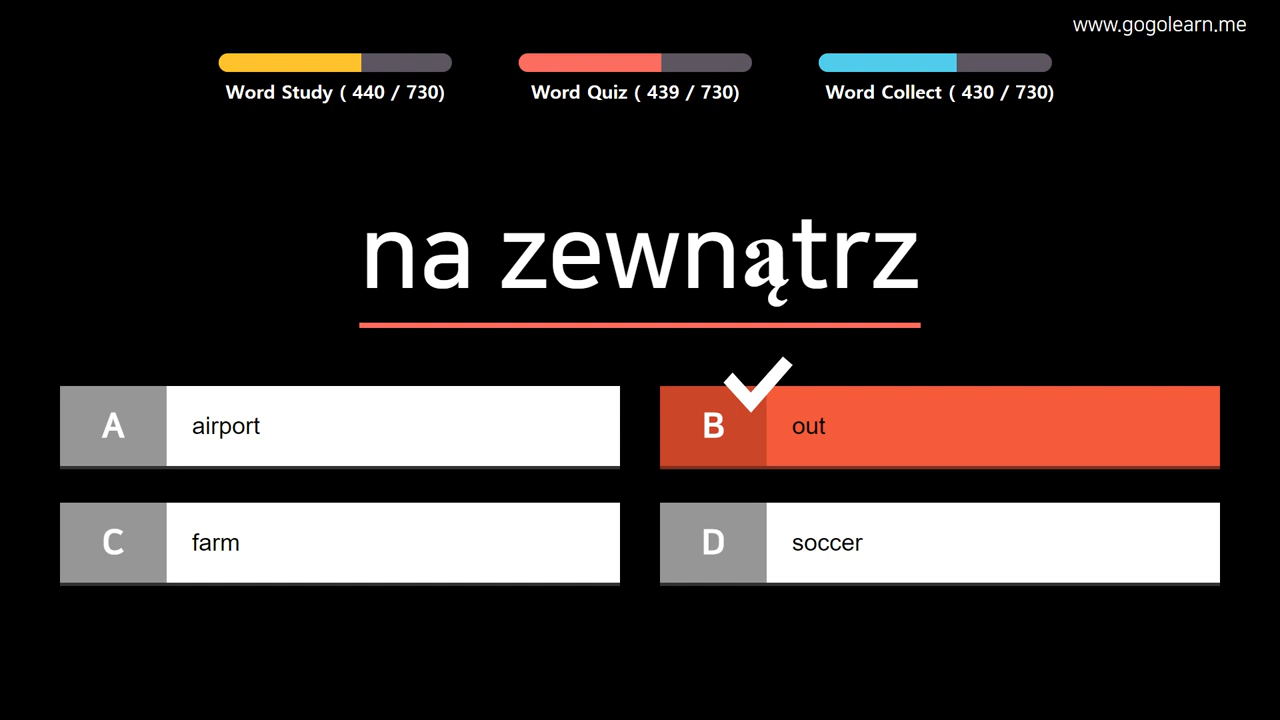 www.gogolearn.me
Word Study ( 440 / 730)
Word Quiz ( 439 / 730)
Word Collect ( 430 / 730)
na zewnątrz
A airport
B out
C farm
D soccer